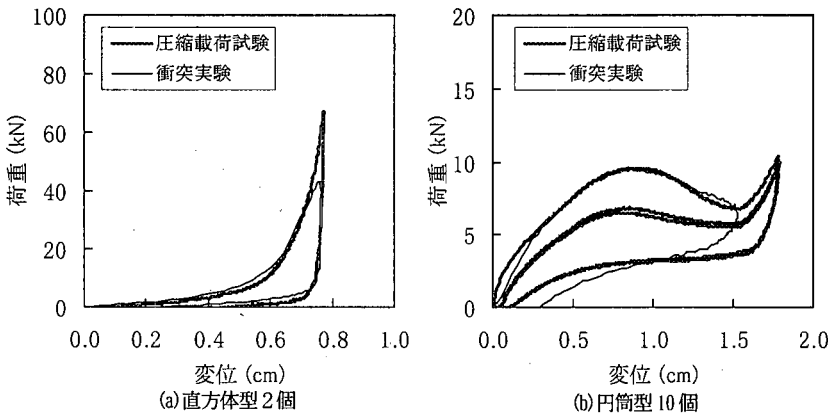 100
80
60
40
20
0
荷重 (kN)
圧縮載荷試験
衝突実験
0.0 0.2 0.4 0.6 0.8 1.0
変位 (cm)
(a)直方体型2個
20
15
10
5
0
荷重 (kN)
圧縮載荷試験
衝突実験
0.0 0.5 1.0 1.5 2.0
変位 (cm)
(b)円筒型10個